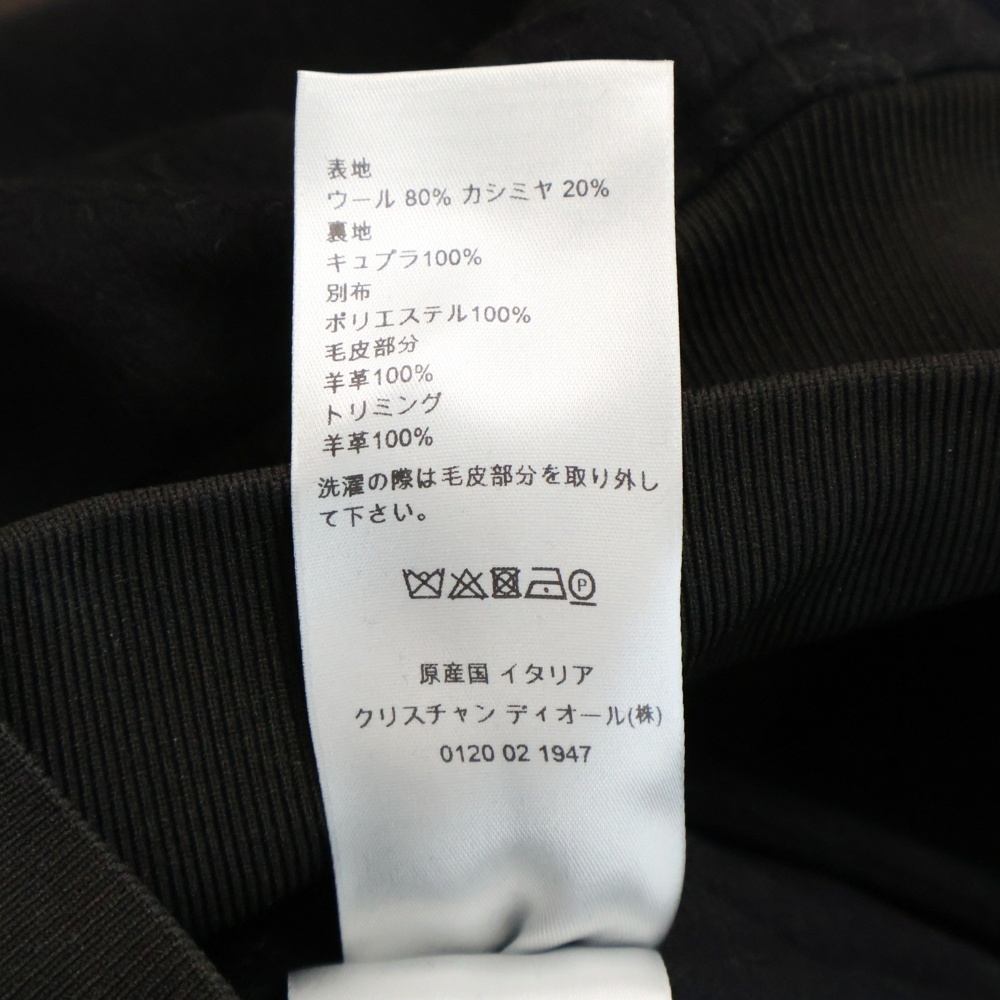 表地
ウール 80% カシミヤ 20%
裏地
キュプラ100%
別布
ポリエステル100%
毛皮部分
羊革100%
トリミング
羊革100%
洗濯の際は毛皮部分を取り外し
て下さい。
P
原産国 イタリア
クリスチャン ディオール(株)
0120 02 1947